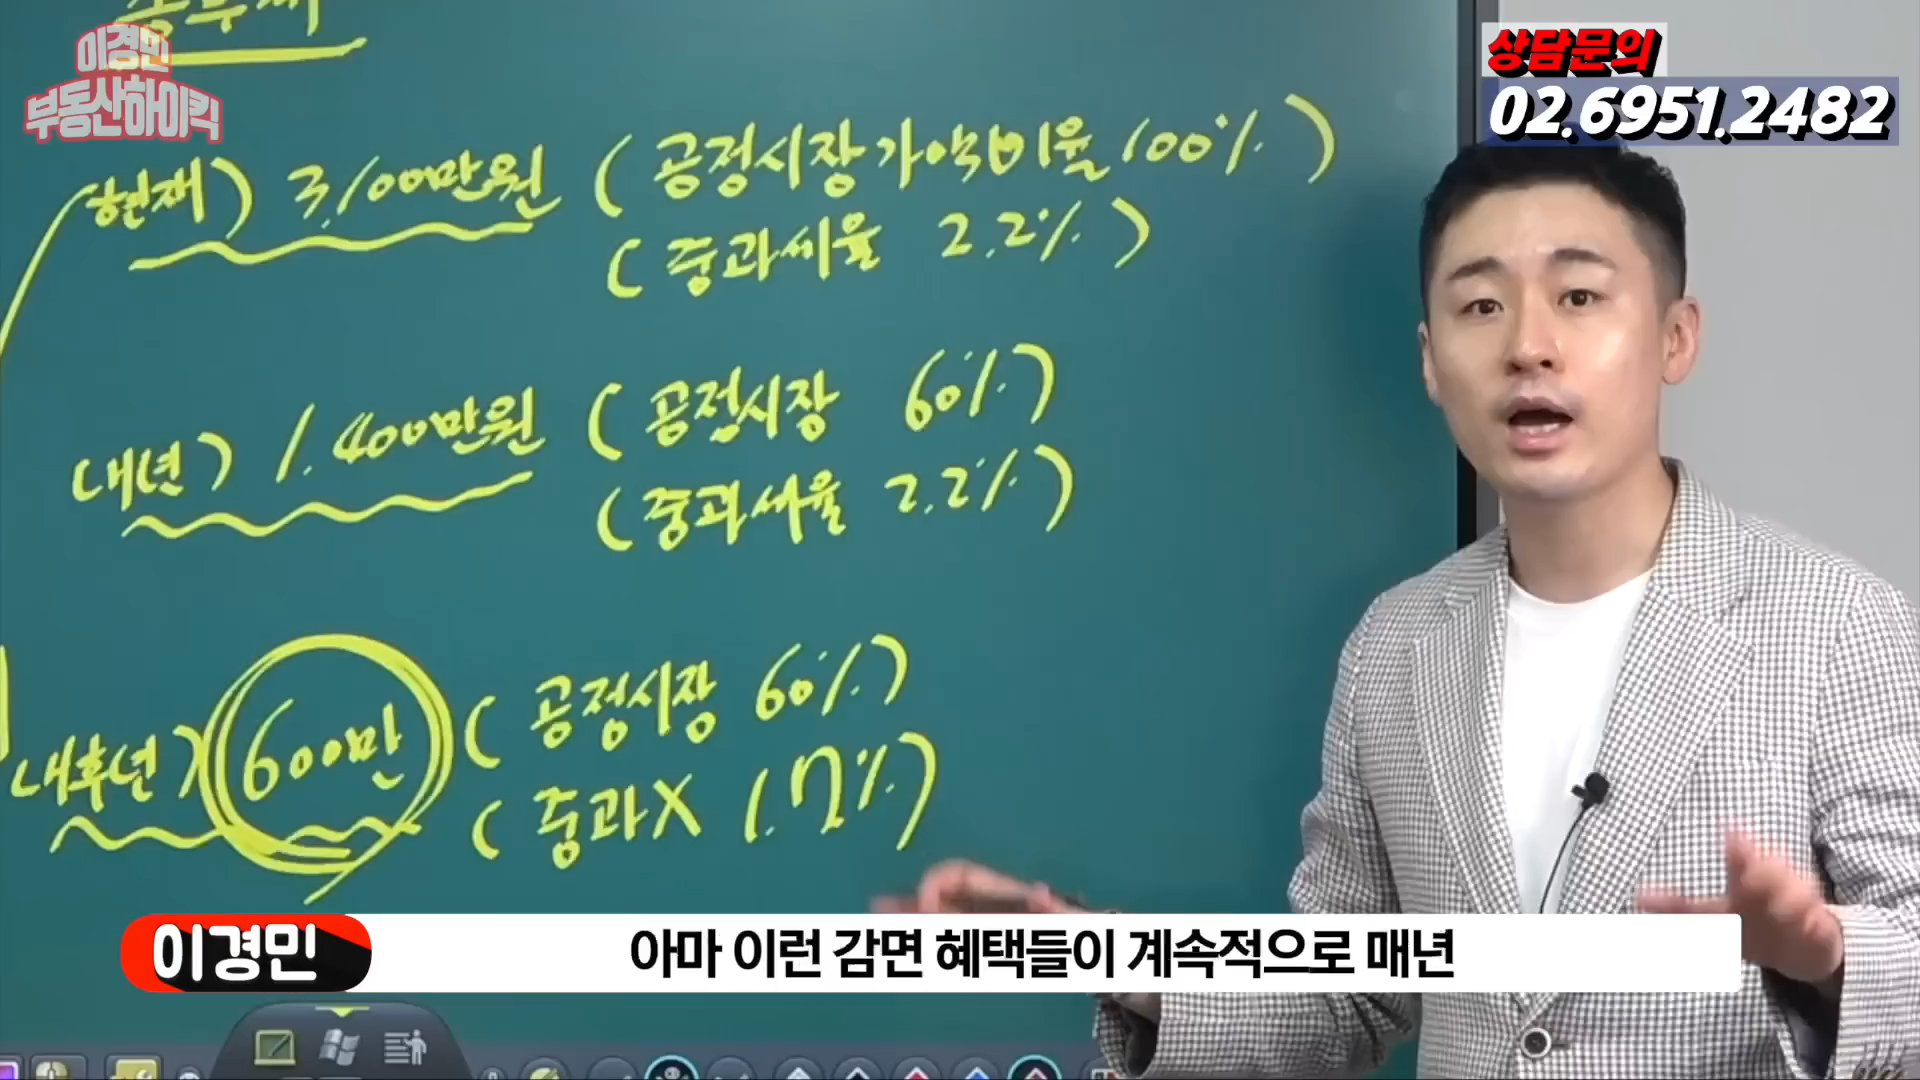 종부세
이경민
부동산하이킥
상담문의
02.6951.2482
현재) 3,100만원 (공정시장가액비율 100%)
(중과세율 2.2%)
내년) 1,400만원 (공정시장 60%)
(중과세율 2.2%)
내후년) 600만 (공정시장 60%)
(중과X 1.7%)
이경민 아마 이런 감면 혜택들이 계속적으로 매년